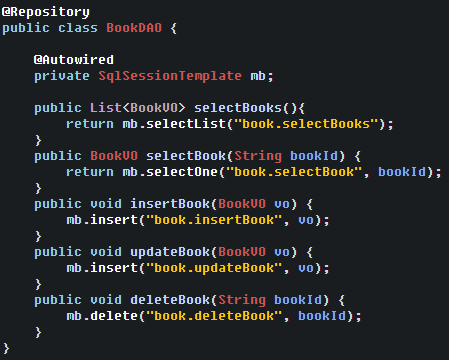 @Repository
public class BookDAO {
@Autowired
private SqlSessionTemplate mb;
public List<BookVO> selectBooks(){
return mb.selectList("book.selectBooks");
}
public BookVO selectBook(String bookId) {
return mb.selectOne("book.selectBook", bookId);
}
public void insertBook(BookVO vo) {
mb.insert("book.insertBook", vo);
}
public void updateBook(BookVO vo) {
mb.insert("book.updateBook", vo);
}
public void deleteBook(String bookId) {
mb.delete("book.deleteBook", bookId);
}
}